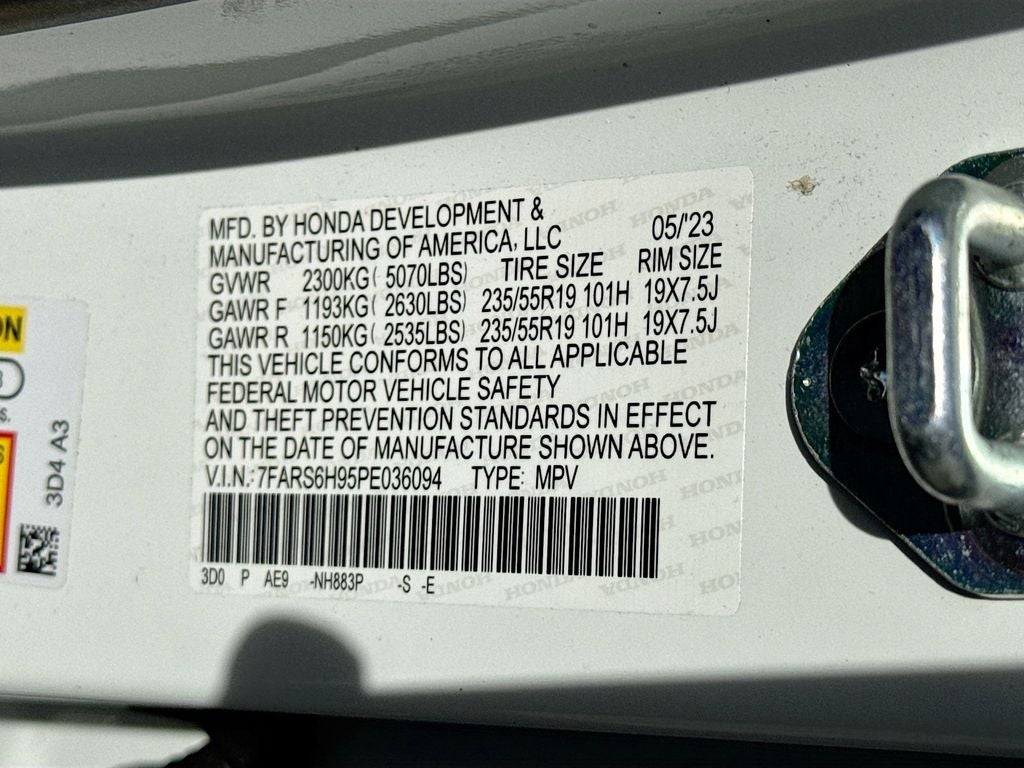 MFD. BY HONDA DEVELOPMENT &
MANUFACTURING OF AMERICA, LLC 05/'23
GVWR 2300KG( 5070LBS) TIRE SIZE RIM SIZE
GAWR F 1193KG( 2630LBS) 235/55R19 101H 19X7.5J
GAWR R 1150KG( 2535LBS) 235/55R19 101H 19X7.5J
THIS VEHICLE CONFORMS TO ALL APPLICABLE
FEDERAL MOTOR VEHICLE SAFETY
AND THEFT PREVENTION STANDARDS IN EFFECT
ON THE DATE OF MANUFACTURE SHOWN ABOVE.
V.I.N.:7FARS6H95PE036094 TYPE: MPV
3D0 P AE9 -NH883P -S -E
3D4 A3